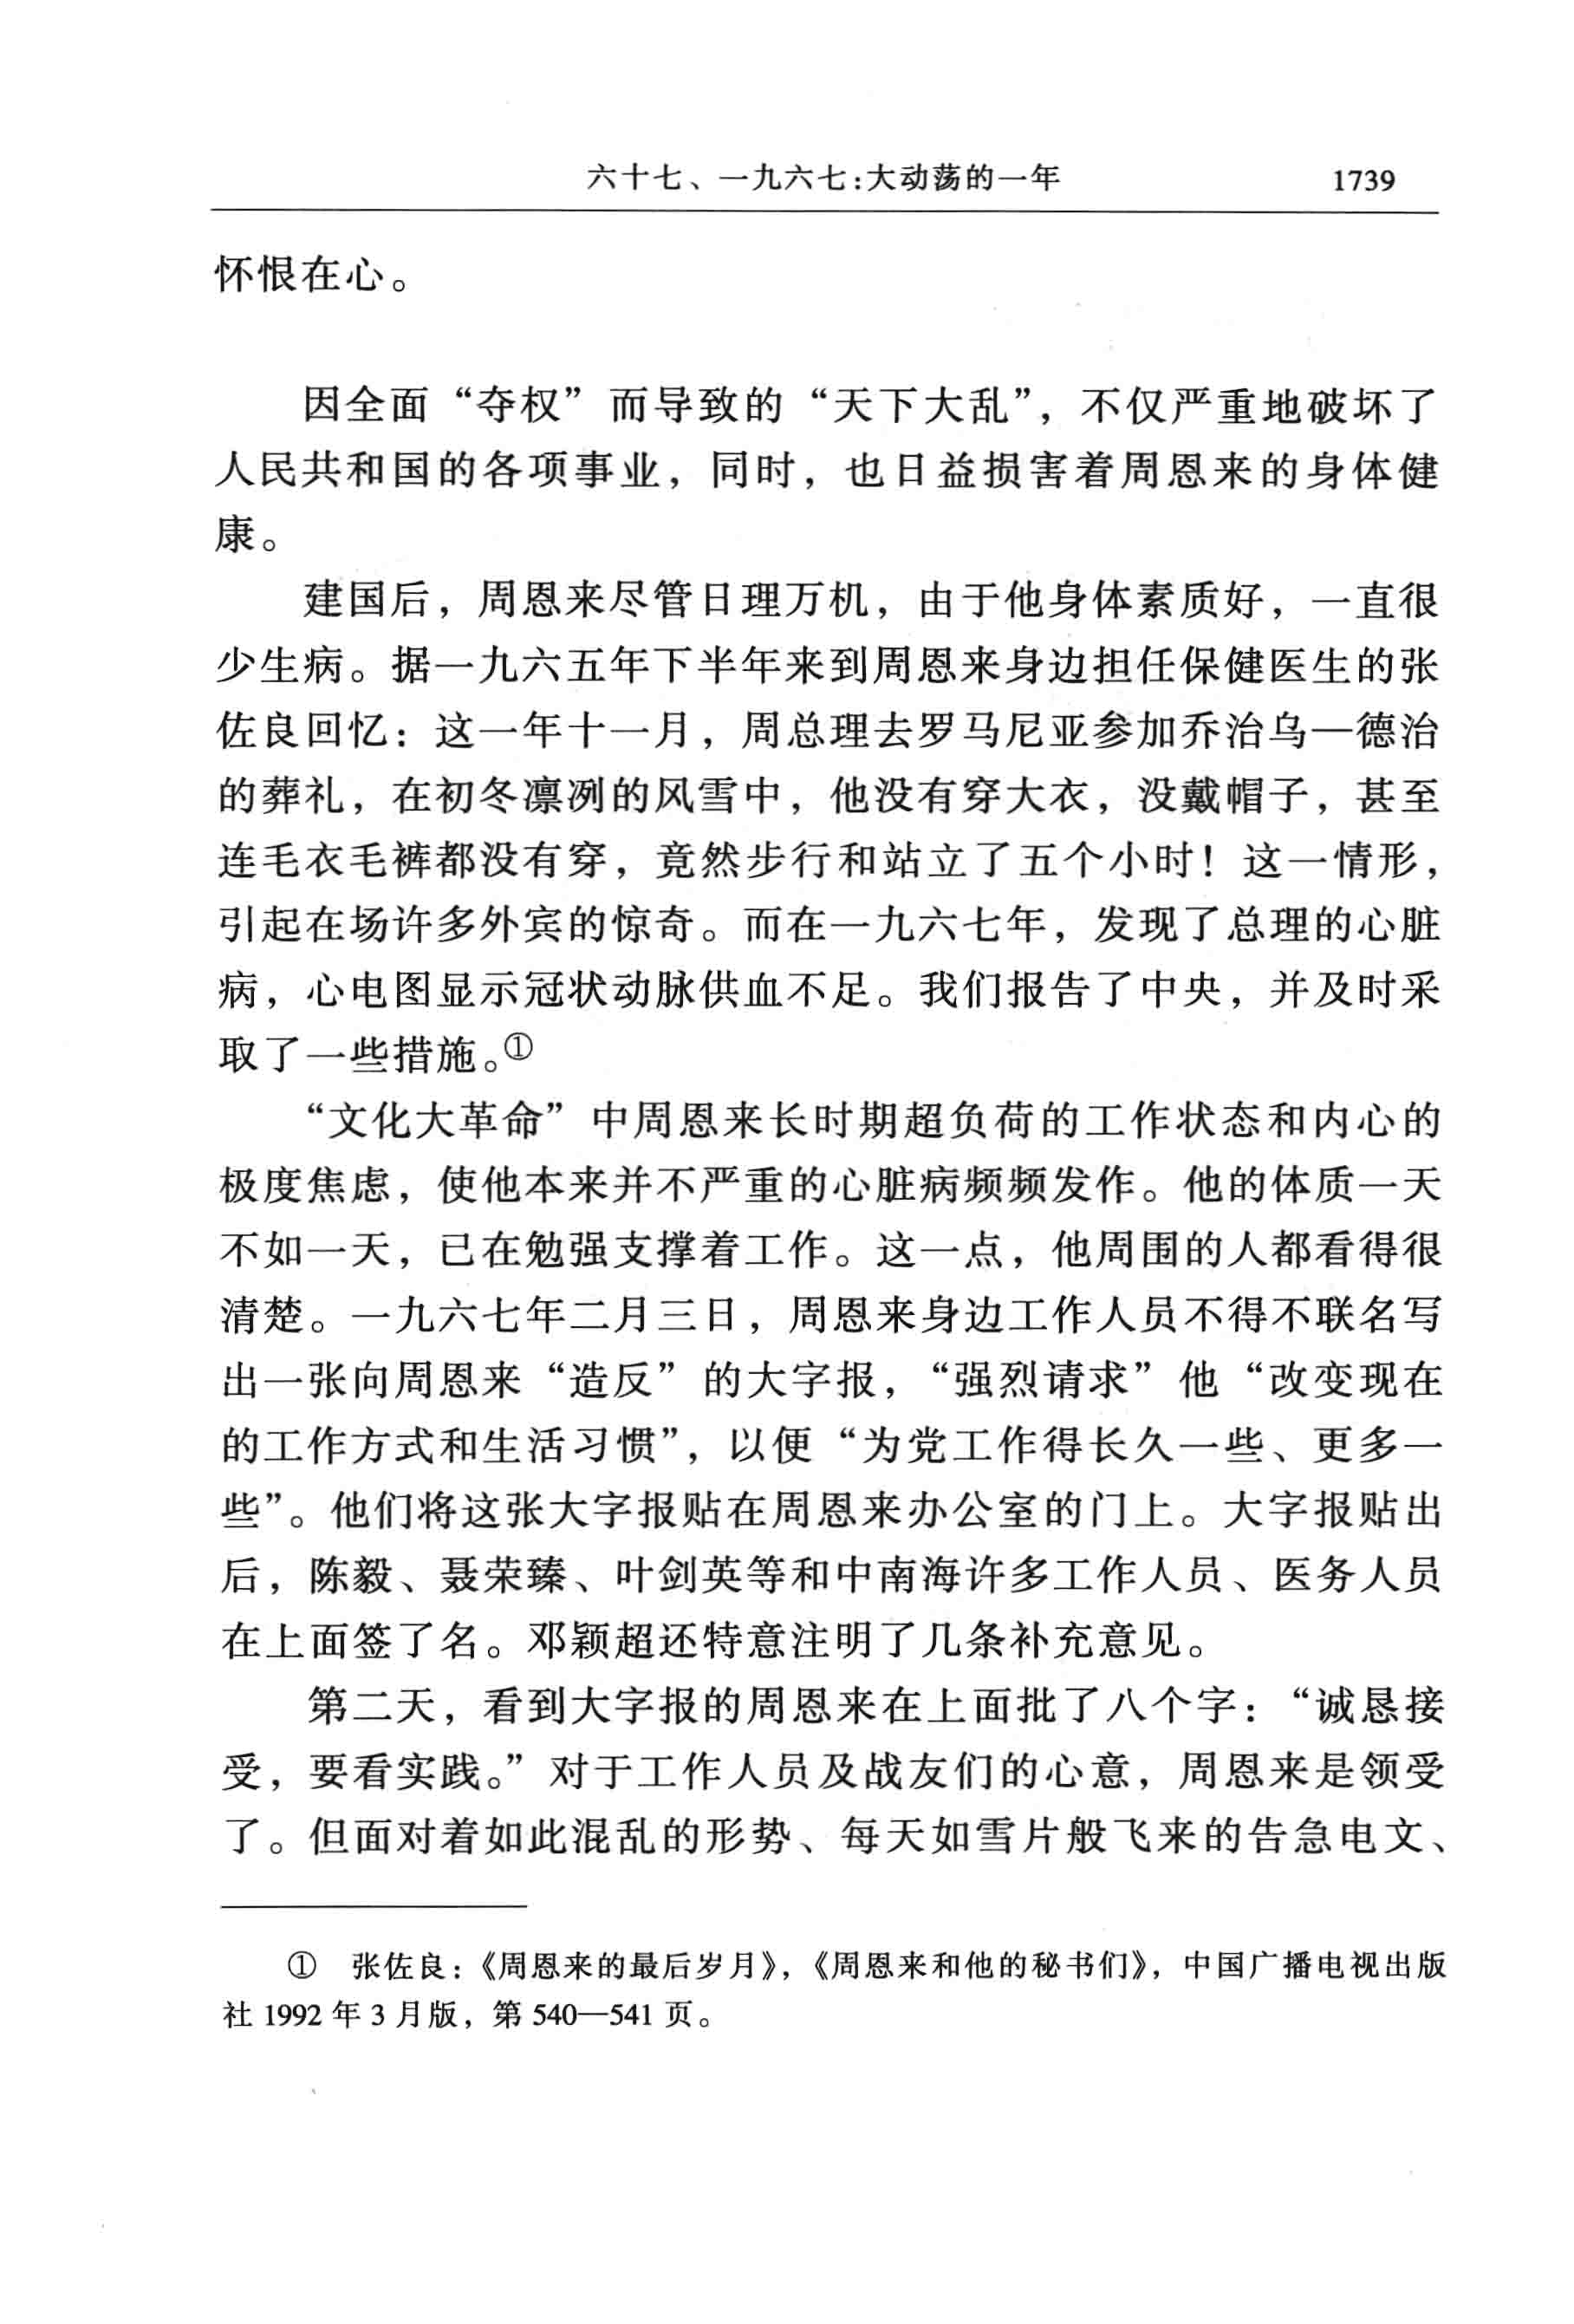 六十七、一九六七:大动荡的一年 1739
怀恨在心。
因全面“夺权”而导致的“天下大乱”，不仅严重地破坏了
人民共和国的各项事业，同时，也日益损害着周恩来的身体健
康。
建国后，周恩来尽管日理万机，由于他身体素质好，一直很
少生病。据一九六五年下半年来到周恩来身边担任保健医生的张
佐良回忆：这一年十一月，周总理去罗马尼亚参加乔治乌—德治
的葬礼，在初冬凛冽的风雪中，他没有穿大衣，没戴帽子，甚至
连毛衣毛裤都没有穿，竟然步行和站立了五个小时！这一情形，
引起在场许多外宾的惊奇。而在一九六七年，发现了总理的心脏
病，心电图显示冠状动脉供血不足。我们报告了中央，并及时采
取了一些措施。①
“文化大革命”中周恩来长时期超负荷的工作状态和内心的
极度焦虑，使他本来并不严重的心脏病频频发作。他的体质一天
不如一天，已在勉强支撑着工作。这一点，他周围的人都看得很
清楚。一九六七年二月三日，周恩来身边工作人员不得不联名写
出一张向周恩来“造反”的大字报，“强烈请求”他“改变现在
的工作方式和生活习惯”，以便“为党工作得长久一些、更多一
些”。他们将这张大字报贴在周恩来办公室的门上。大字报贴出
后，陈毅、聂荣臻、叶剑英等和中南海许多工作人员、医务人员
在上面签了名。邓颖超还特意注明了几条补充意见。
第二天，看到大字报的周恩来在上面批了八个字：“诚恳接
受，要看实践。”对于工作人员及战友们的心意，周恩来是领受
了。但面对着如此混乱的形势、每天如雪片般飞来的告急电文、
① 张佐良：《周恩来的最后岁月》，《周恩来和他的秘书们》，中国广播电视出版
社 1992 年 3 月版，第 540—541 页。